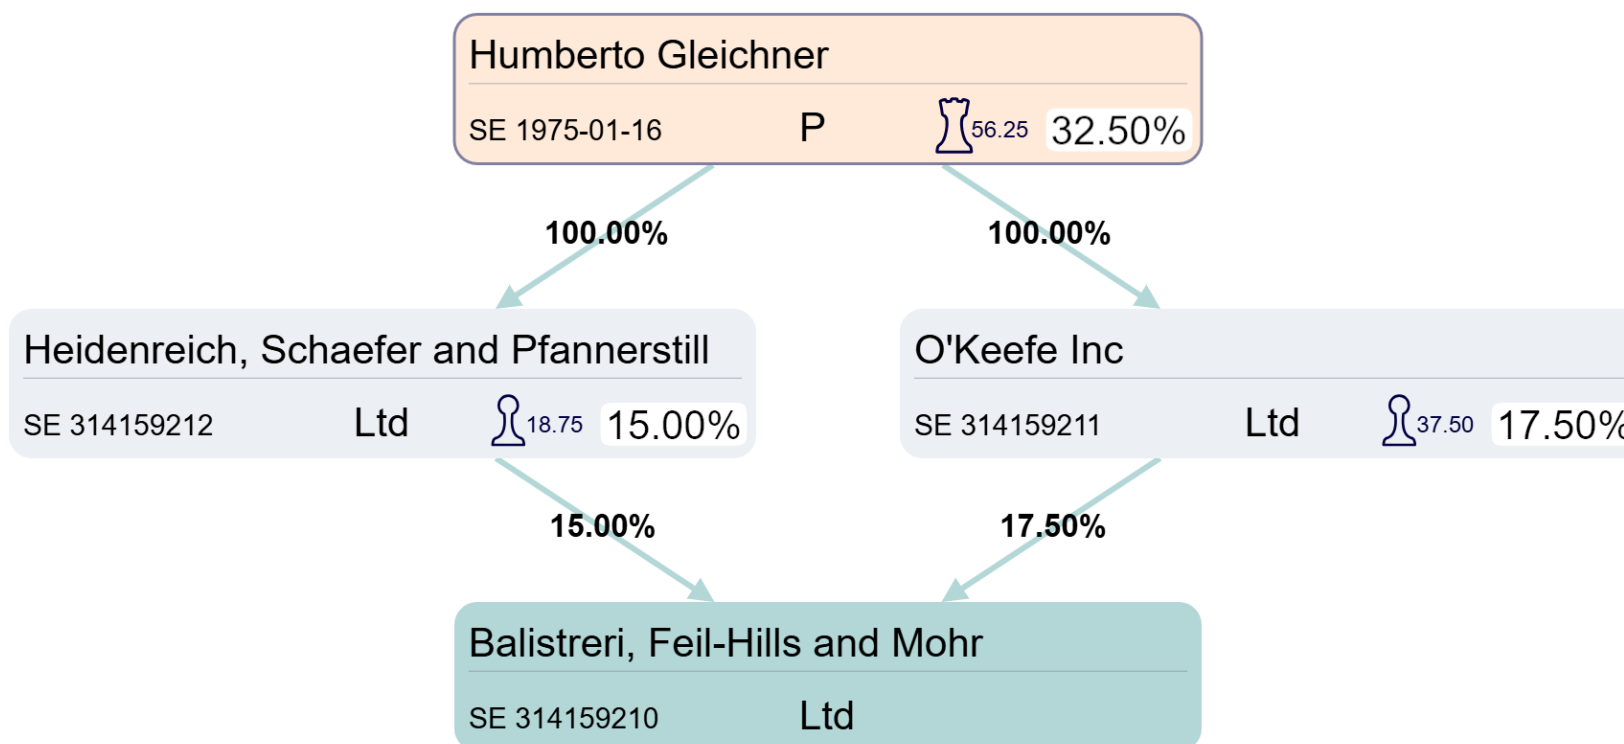 Humberto Gleichner
SE 1975-01-16 P 56.25 32.50%
100.00% 100.00%
Heidenreich, Schaefer and Pfannerstill
SE 314159212 Ltd 18.75 15.00%
O'Keefe Inc
SE 314159211 Ltd 37.50 17.50%
15.00% 17.50%
Balistreri, Feil-Hills and Mohr
SE 314159210 Ltd